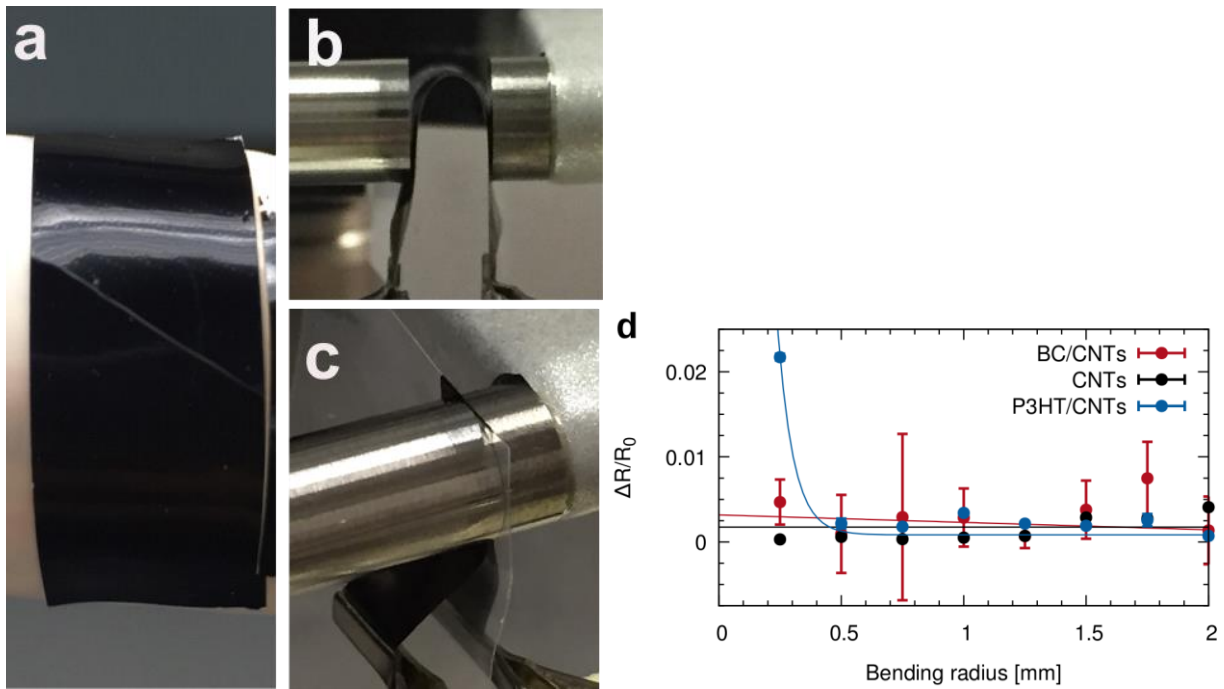 a
b
c
d
BC/CNTs
CNTs
P3HT/CNTs
0.02
0.01
0
ΔR/R₀
0 0.5 1 1.5 2
Bending radius [mm]